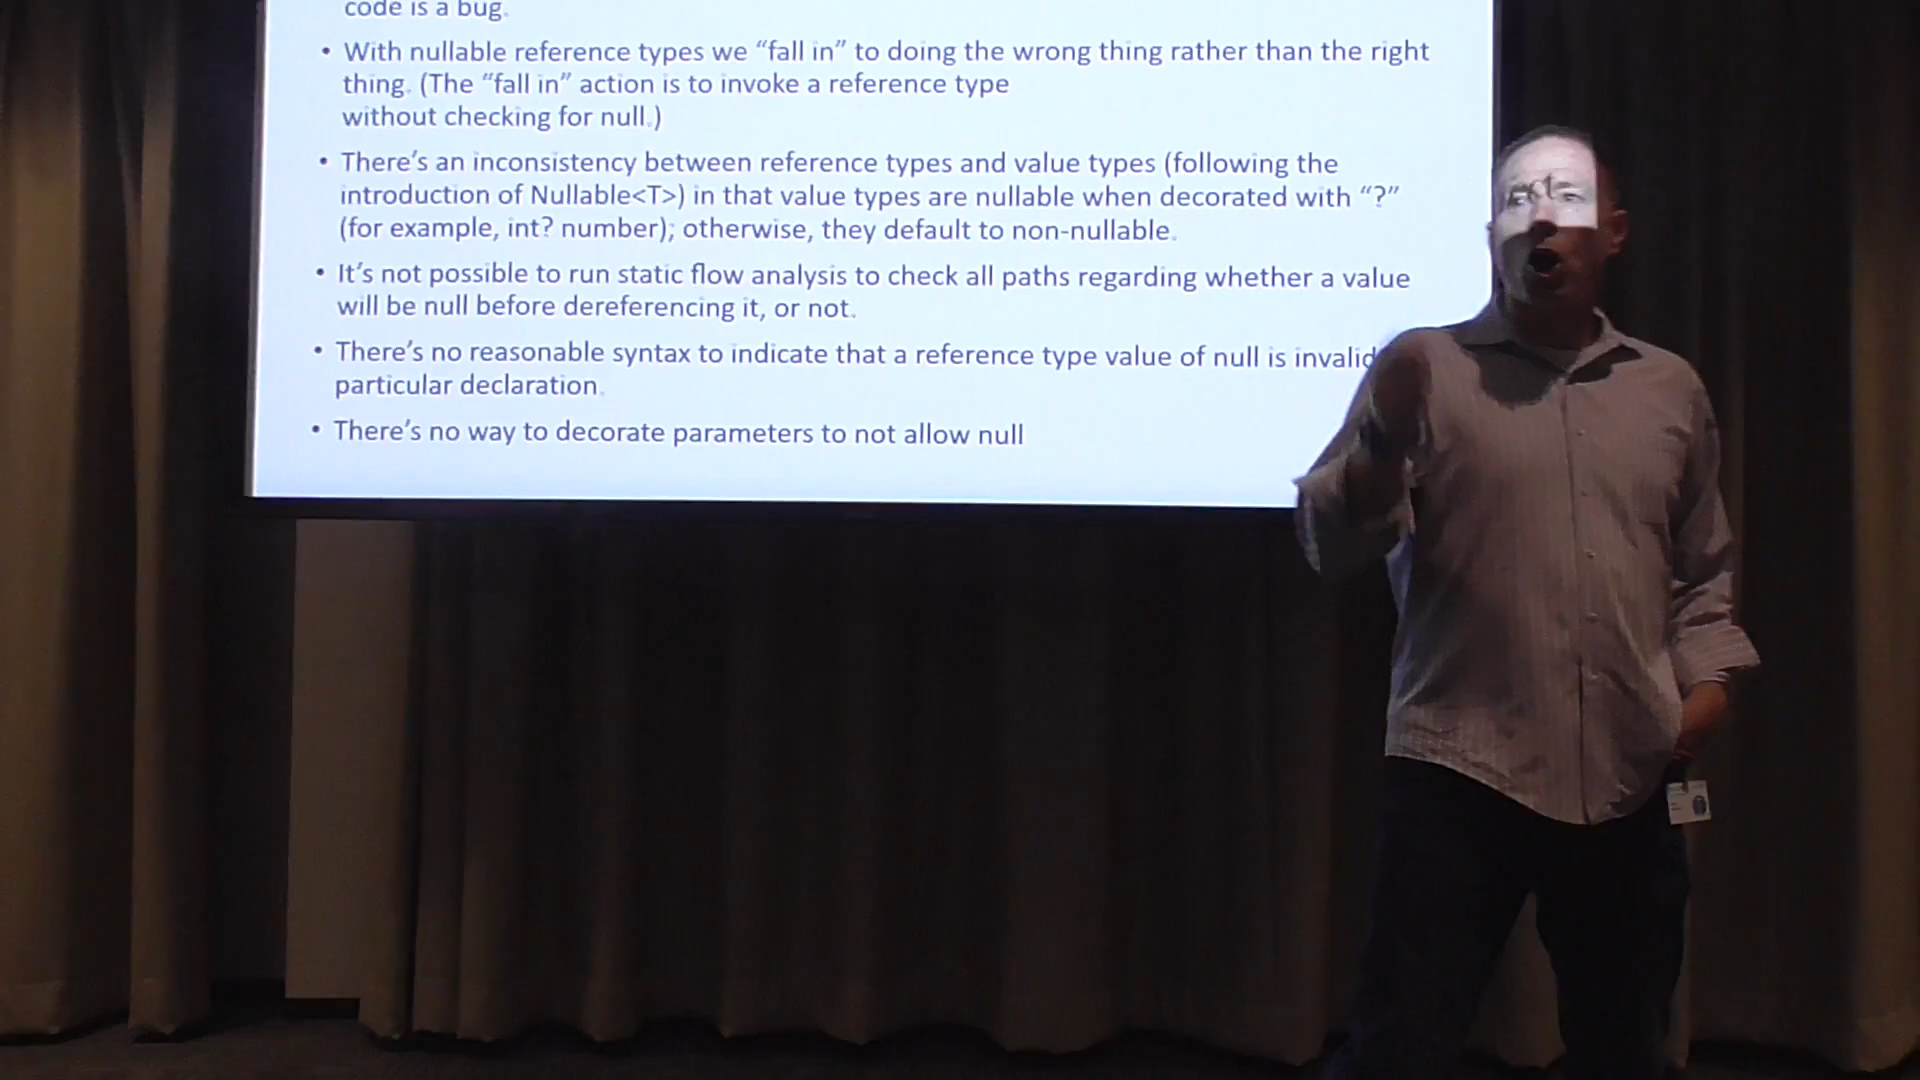 code is a bug.
• With nullable reference types we “fall in” to doing the wrong thing rather than the right
thing. (The “fall in” action is to invoke a reference type
without checking for null.)
• There’s an inconsistency between reference types and value types (following the
introduction of Nullable<T>) in that value types are nullable when decorated with “?”
(for example, int? number); otherwise, they default to non-nullable.
• It’s not possible to run static flow analysis to check all paths regarding whether a value
will be null before dereferencing it, or not.
• There’s no reasonable syntax to indicate that a reference type value of null is invalid
particular declaration.
• There’s no way to decorate parameters to not allow null